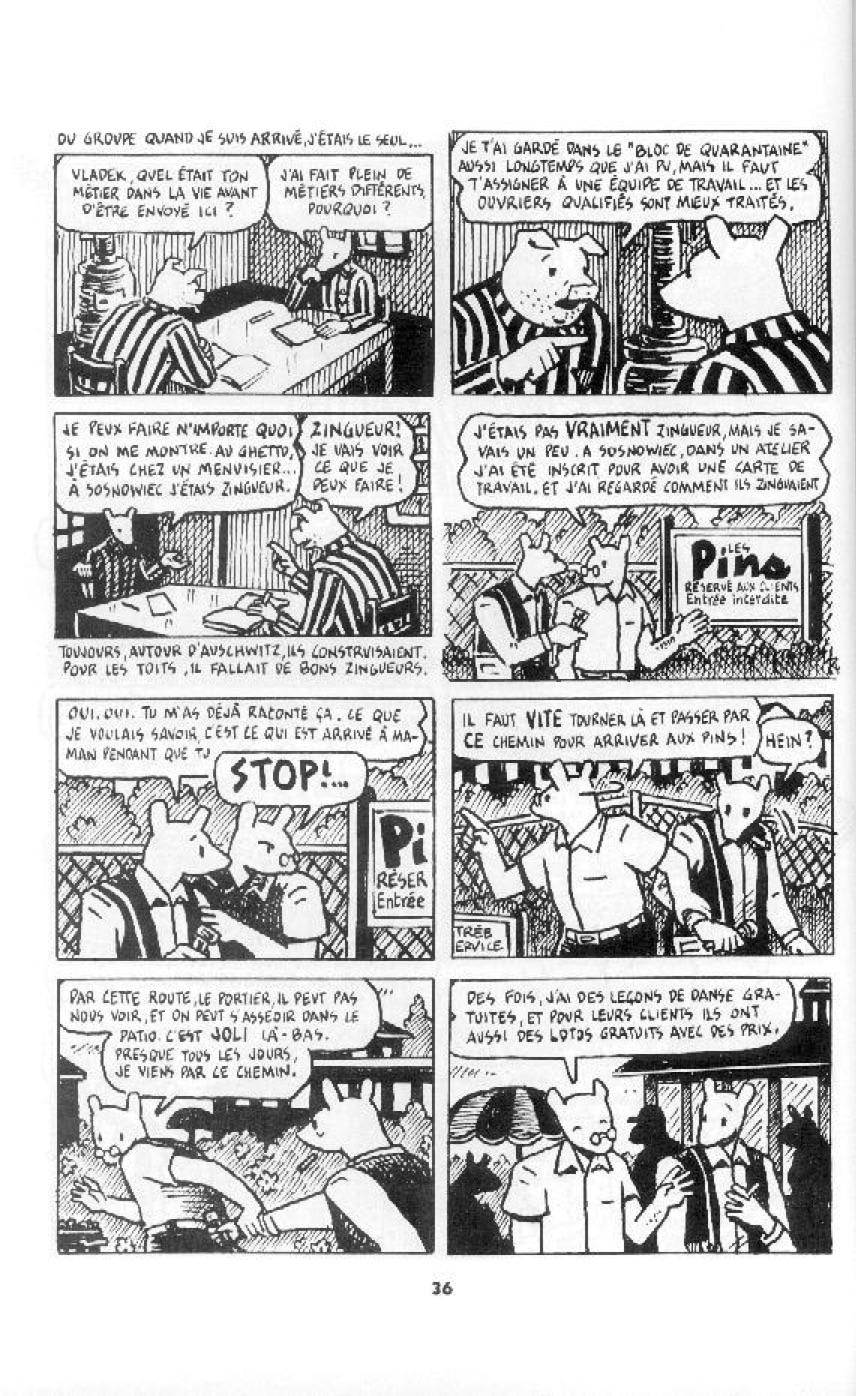 DU GROUPE QUAND JE SUIS ARRIVÉ, J'ÉTAIS LE SEUL...
VLADEK, QUEL ÉTAIT TON
MÉTIER DANS LA VIE AVANT
D'ÊTRE ENVOYÉ ICI ?
J'AI FAIT PLEIN DE
MÉTIERS DIFFÉRENTS,
POURQUOI ?
JE T'AI GARDÉ DANS LE "BLOC DE QUARANTAINE"
AUSSI LONGTEMPS QUE J'AI PU, MAIS IL FAUT
T'ASSIGNER À UNE ÉQUIPE DE TRAVAIL... ET LES
OUVRIERS QUALIFIÉS SONT MIEUX TRAITÉS.
JE PEUX FAIRE N'IMPORTE QUOI
SI ON ME MONTRE. AU GHETTO,
J'ÉTAIS CHEZ UN MENUISIER...
À SOSNOWIEC J'ÉTAIS ZINGUEUR.
ZINGUEUR!
JE VAIS VOIR
CE QUE JE
PEUX FAIRE !
TOUJOURS, AUTOUR D'AUSCHWITZ, ILS CONSTRUISAIENT.
POUR LES TOITS, IL FALLAIT DE BONS ZINGUEURS.
J'ÉTAIS PAS VRAIMENT ZINGUEUR, MAIS JE SA-
VAIS UN PEU. A SOSNOWIEC, DANS UN ATELIER
J'AI ÉTÉ INSCRIT POUR AVOIR UNE CARTE DE
TRAVAIL. ET J'AI REGARDÉ COMMENT ILS ZINGUAIENT
LES
Pins
RÉSERVÉ AUX CLIENTS
Entrée interdite
OUI. OUI. TU M'AS DÉJÀ RACONTÉ ÇA. CE QUE
JE VOULAIS SAVOIR, C'EST CE QUI EST ARRIVÉ À MA-
MAN PENDANT QUE TU
STOP!...
Pi
RÉSER
Entrée
IL FAUT VITE TOURNER LÀ ET PASSER PAR
CE CHEMIN POUR ARRIVER AUX PINS !
HEIN ?
TRÉE
ERVICE
PAR CETTE ROUTE, LE PORTIER, IL PEUT PAS
NOUS VOIR, ET ON PEUT S'ASSEOIR DANS LE
PATIO. C'EST JOLI LÀ-BAS.
PRESQUE TOUS LES JOURS,
JE VIENS PAR CE CHEMIN.
DES FOIS, J'AI DES LEÇONS DE DANSE GRA-
TUITES, ET POUR LEURS CLIENTS ILS ONT
AUSSI DES LOTOS GRATUITS AVEC DES PRIX.
36